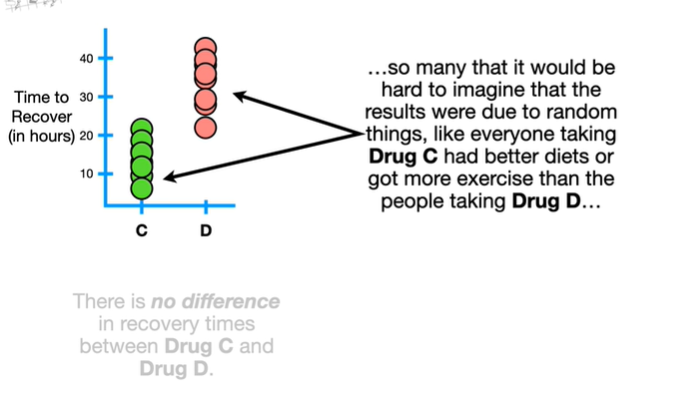 40
Time to 30
Recover
(in hours) 20
10
C D
…so many that it would be
hard to imagine that the
results were due to random
things, like everyone taking
Drug C had better diets or
got more exercise than the
people taking Drug D…
There is no difference
in recovery times
between Drug C and
Drug D.